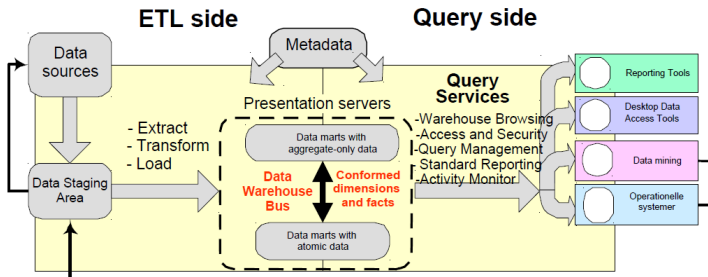 ETL side
Query side
Metadata
Data
sources
Presentation servers
Query
Services
- Extract
- Transform
- Load
Data Staging
Area
Data marts with
aggregate-only data
Data
Warehouse
Bus
Conformed
dimensions
and facts
Data marts with
atomic data
-Warehouse Browsing
-Access and Security
-Query Management
-Standard Reporting
-Activity Monitor
Reporting Tools
Desktop Data
Access Tools
Data mining
Operationelle
systemer